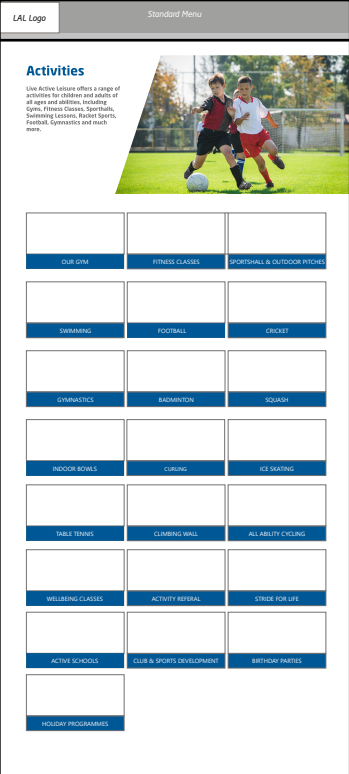 LAL Logo
Standard Menu
Activities
Live Active Leisure offers a range of
activities for children and adults of
all ages and abilities, including
Gyms, Fitness Classes, Sporthalls,
Swimming Lessons, Racket Sports,
Football, Gymnastics and much
more.
OUR GYM
FITNESS CLASSES
SPORTSHALL & OUTDOOR PITCHES
SWIMMING
FOOTBALL
CRICKET
GYMNASTICS
BADMINTON
SQUASH
INDOOR BOWLS
CURLING
ICE SKATING
TABLE TENNIS
CLIMBING WALL
ALL ABILITY CYCLING
WELLBEING CLASSES
ACTIVITY REFERAL
STRIDE FOR LIFE
ACTIVE SCHOOLS
CLUB & SPORTS DEVELOPMENT
BIRTHDAY PARTIES
HOLIDAY PROGRAMMES